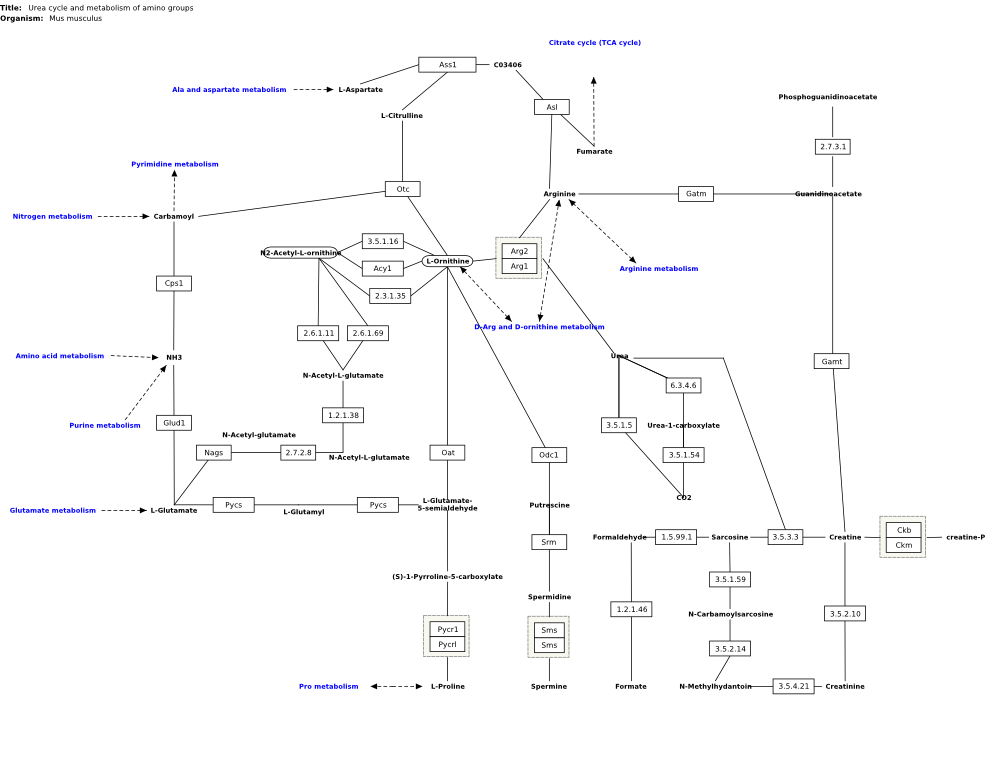 Title: Urea cycle and metabolism of amino groups
Organism: Mus musculus
Citrate cycle (TCA cycle)
Ass1
C03406
Ala and aspartate metabolism
L-Aspartate
Phosphoguanidinoacetate
Asl
L-Citrulline
2.7.3.1
Fumarate
Pyrimidine metabolism
Otc
Arginine
Gatm
Guanidinoacetate
Nitrogen metabolism
Carbamoyl
3.5.1.16
N2-Acetyl-L-ornithine
Arg2
L-Ornithine
Acy1
Arg1
Arginine metabolism
Cps1
2.3.1.35
D-Arg and D-ornithine metabolism
2.6.1.11
2.6.1.69
Amino acid metabolism
NH3
Urea
Gamt
N-Acetyl-L-glutamate
6.3.4.6
1.2.1.38
Glud1
Purine metabolism
3.5.1.5
Urea-1-carboxylate
N-Acetyl-glutamate
Nags
2.7.2.8
N-Acetyl-L-glutamate
Oat
Odc1
3.5.1.54
CO2
L-Glutamate-
5-semialdehyde
Pycs
Pycs
Putrescine
Glutamate metabolism
L-Glutamate
L-Glutamyl
Ckb
Formaldehyde
1.5.99.1
Sarcosine
3.5.3.3
Creatine
creatine-P
Srm
Ckm
(S)-1-Pyrroline-5-carboxylate
3.5.1.59
Spermidine
1.2.1.46
N-Carbamoylsarcosine
3.5.2.10
Pycr1
Sms
Pycrl
Sms
3.5.2.14
Pro metabolism
L-Proline
Spermine
Formate
N-Methylhydantoin
3.5.4.21
Creatinine